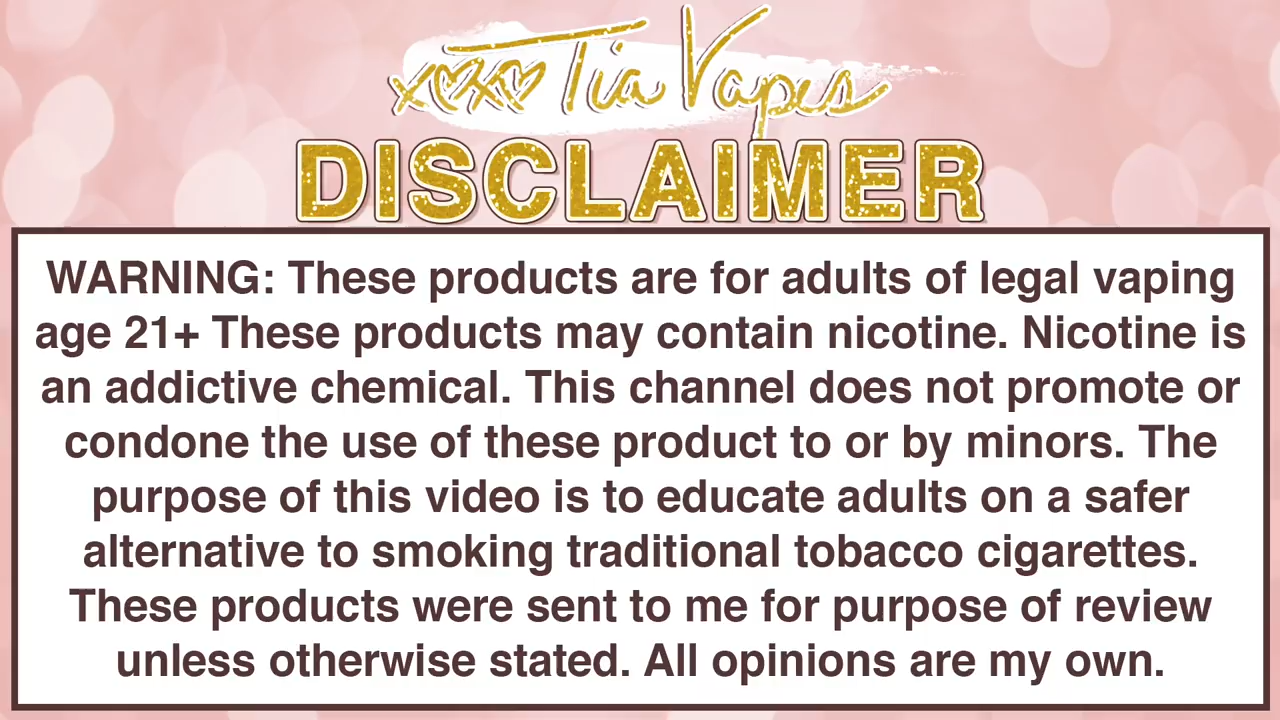 xoxo Tia Vapes
DISCLAIMER
WARNING: These products are for adults of legal vaping
age 21+ These products may contain nicotine. Nicotine is
an addictive chemical. This channel does not promote or
condone the use of these product to or by minors. The
purpose of this video is to educate adults on a safer
alternative to smoking traditional tobacco cigarettes.
These products were sent to me for purpose of review
unless otherwise stated. All opinions are my own.